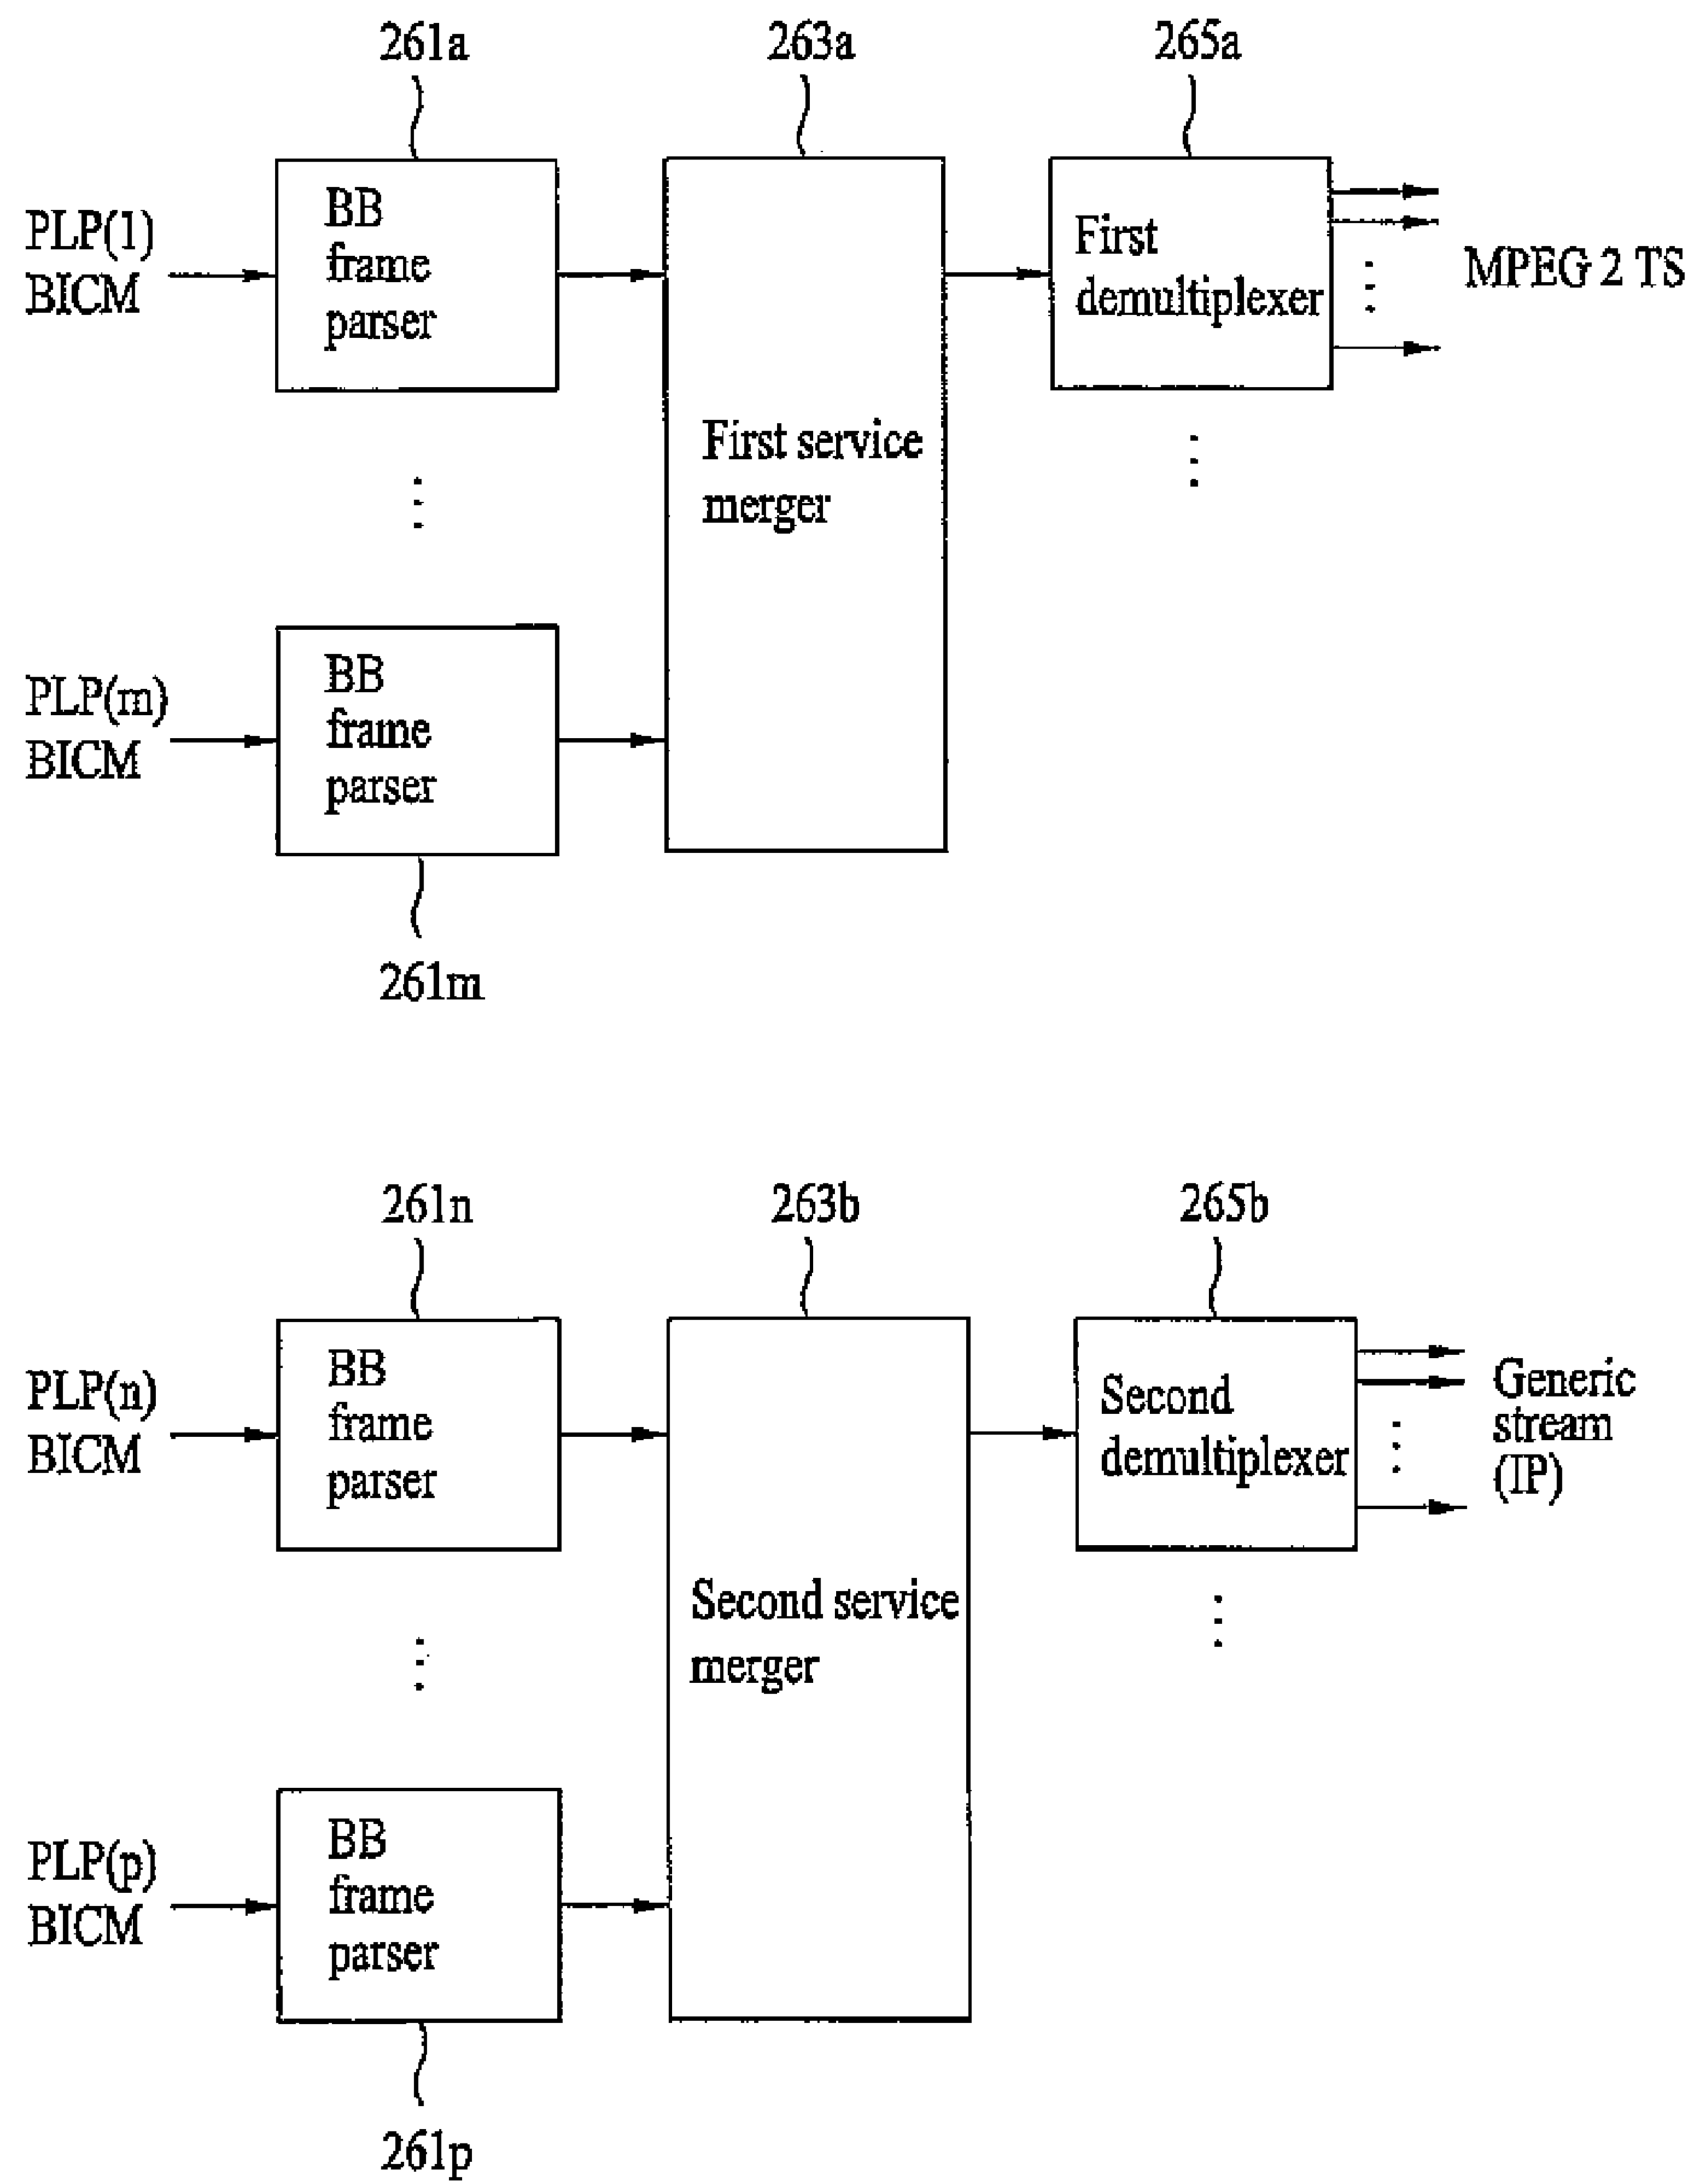 261a
263a
265a
PLP(1)
BICM
BB
frame
parser
First
demultiplexer
MPEG 2 TS
First service
merger
PLP(m)
BICM
BB
frame
parser
261m
261n
263b
265b
PLP(n)
BICM
BB
frame
parser
Second
demultiplexer
Generic
stream
(IP)
Second service
merger
PLP(p)
BICM
BB
frame
parser
261p